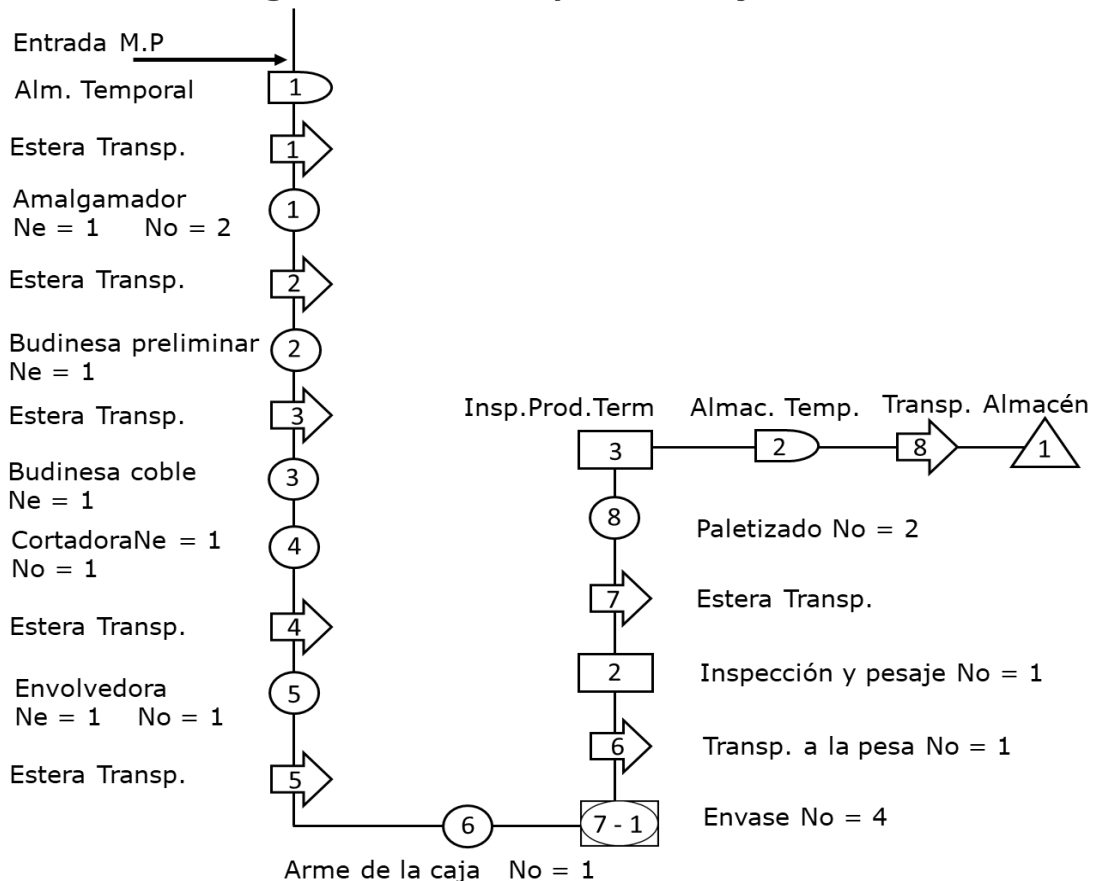 Entrada M.P
Alm. Temporal
1
Estera Transp.
1
Amalgamador
Ne = 1 No = 2
1
Estera Transp.
2
Budinesa preliminar
Ne = 1
2
Estera Transp.
3
Budinesa coble
Ne = 1
3
CortadoraNe = 1
No = 1
4
Estera Transp.
4
Envolvedora
Ne = 1 No = 1
5
Estera Transp.
5
6
Arme de la caja No = 1
7 - 1
Envase No = 4
6
Transp. a la pesa No = 1
2
Inspección y pesaje No = 1
7
Estera Transp.
8
Paletizado No = 2
Insp.Prod.Term
3
Almac. Temp.
2
Transp. Almacén
8
1